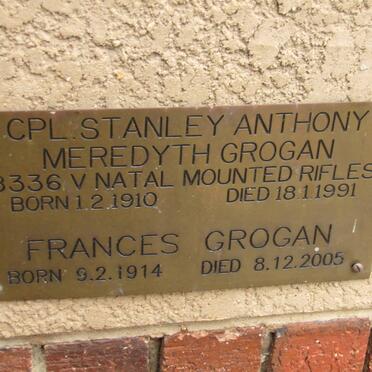 CPL. STANLEY ANTHONY
MEREDYTH GROGAN
3336 V NATAL MOUNTED RIFLES
BORN 1.2.1910 DIED 18.1.1991
FRANCES GROGAN
BORN 9.2.1914 DIED 8.12.2005